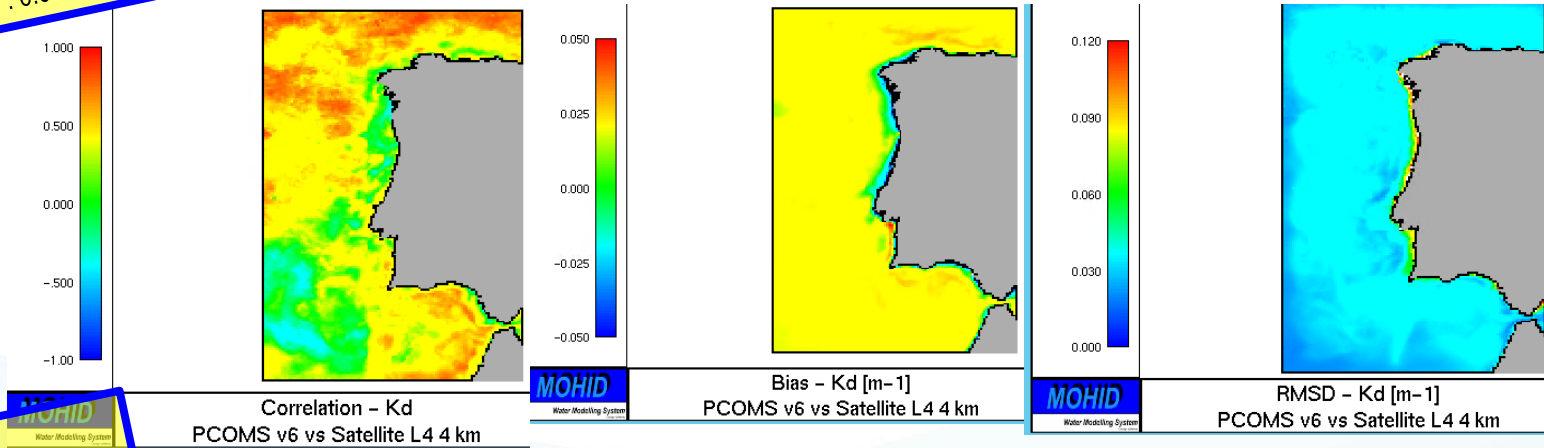 1.000
0.500
0.000
-.500
-1.00
MOHID
Water Modelling System
Correlation – Kd
PCOMS v6 vs Satellite L4 4 km
0.050
0.025
0.000
-0.025
-0.050
MOHID
Water Modelling System
Bias – Kd [m-1]
PCOMS v6 vs Satellite L4 4 km
0.120
0.090
0.060
0.030
0.000
MOHID
Water Modelling System
RMSD – Kd [m-1]
PCOMS v6 vs Satellite L4 4 km